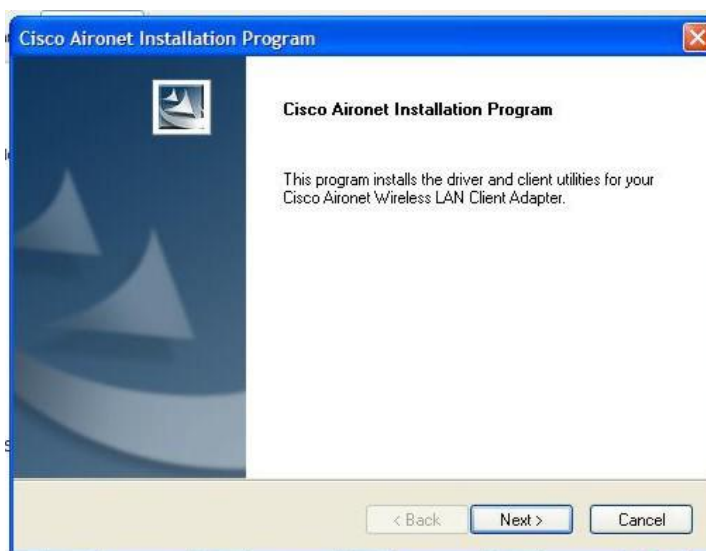 Cisco Aironet Installation Program
Cisco Aironet Installation Program
This program installs the driver and client utilities for your
Cisco Aironet Wireless LAN Client Adapter.
< Back Next > Cancel